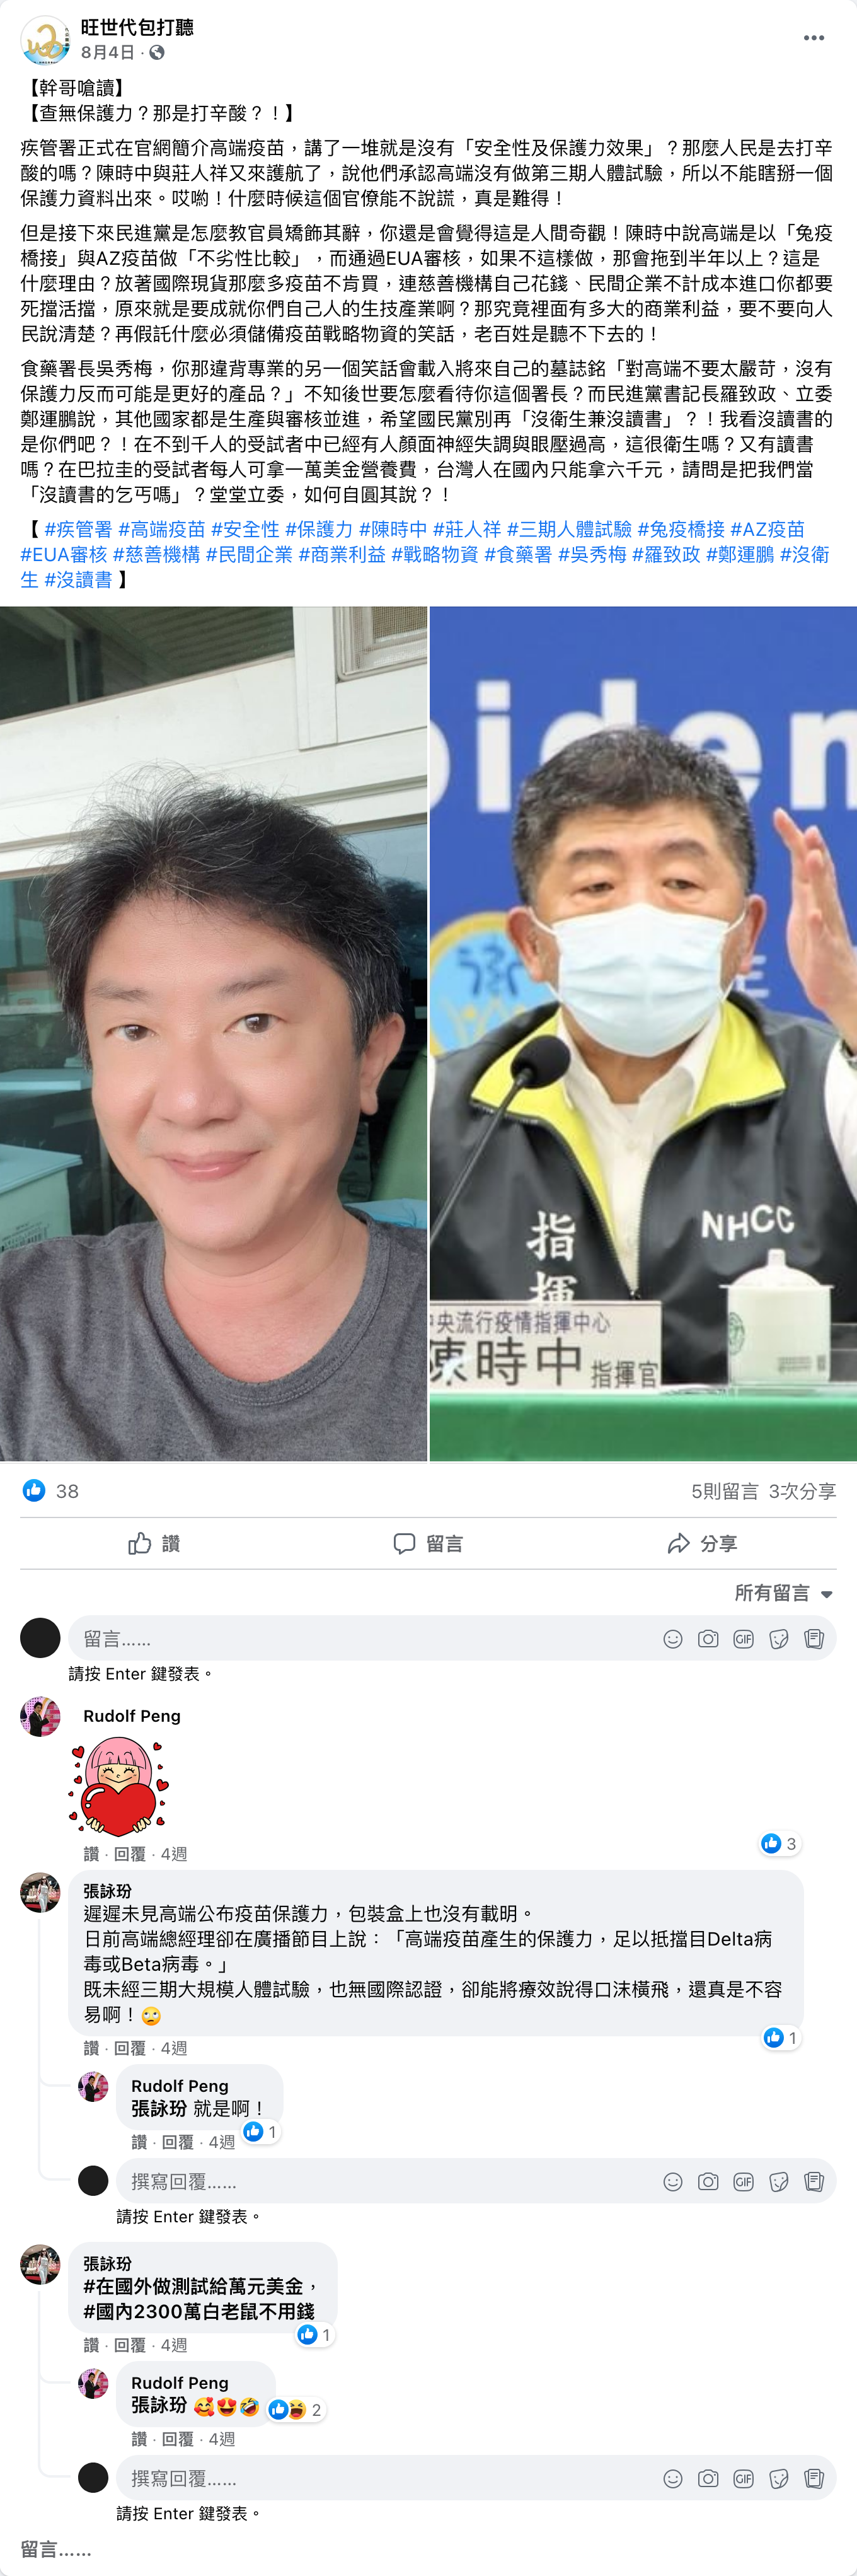 旺世代包打聽
8月4日 ·
【幹哥嗆讀】
【查無保護力？那是打辛酸？！】
疾管署正式在官網簡介高端疫苗，講了一堆就是沒有「安全性及保護力效果」？那麼人民是去打辛
酸的嗎？陳時中與莊人祥又來護航了，說他們承認高端沒有做第三期人體試驗，所以不能瞎掰一個
保護力資料出來。哎喲！什麼時候這個官僚能不說謊，真是難得！
但是接下來民進黨是怎麼教官員矯飾其辭，你還是會覺得這是人間奇觀！陳時中說高端是以「兔疫
橋接」與AZ疫苗做「不劣性比較」，而通過EUA審核，如果不這樣做，那會拖到半年以上？這是
什麼理由？放著國際現貨那麼多疫苗不肯買，連慈善機構自己花錢、民間企業不計成本進口你都要
死擋活擋，原來就是要成就你們自己人的生技產業啊？那究竟裡面有多大的商業利益，要不要向人
民說清楚？再假託什麼必須儲備疫苗戰略物資的笑話，老百姓是聽不下去的！
食藥署長吳秀梅，你那違背專業的另一個笑話會載入將來自己的墓誌銘「對高端不要太嚴苛，沒有
保護力反而可能是更好的產品？」不知後世要怎麼看待你這個署長？而民進黨書記長羅致政、立委
鄭運鵬說，其他國家都是生產與審核並進，希望國民黨別再「沒衛生兼沒讀書」？！我看沒讀書的
是你們吧？！在不到千人的受試者中已經有人顏面神經失調與眼壓過高，這很衛生嗎？又有讀書
嗎？在巴拉圭的受試者每人可拿一萬美金營養費，台灣人在國內只能拿六千元，請問是把我們當
「沒讀書的乞丐嗎」？堂堂立委，如何自圓其說？！
【 #疾管署 #高端疫苗 #安全性 #保護力 #陳時中 #莊人祥 #三期人體試驗 #兔疫橋接 #AZ疫苗
#EUA審核 #慈善機構 #民間企業 #商業利益 #戰略物資 #食藥署 #吳秀梅 #羅致政 #鄭運鵬 #沒衛
生 #沒讀書 】
iden
衛
E
NHCC
指
揮
中央流行疫情指揮中心
陳時中 指揮官
38
5則留言 3次分享
讚
留言
分享
所有留言
留言……
GIF
請按 Enter 鍵發表。
Rudolf Peng
讚 · 回覆 · 4週
3
張詠玢
遲遲未見高端公布疫苗保護力，包裝盒上也沒有載明。
日前高端總經理卻在廣播節目上說：「高端疫苗產生的保護力，足以抵擋目Delta病
毒或Beta病毒。」
既未經三期大規模人體試驗，也無國際認證，卻能將療效說得口沫橫飛，還真是不容
易啊！🙄
1
讚 · 回覆 · 4週
Rudolf Peng
張詠玢 就是啊！
1
讚 · 回覆 · 4週
撰寫回覆……
GIF
請按 Enter 鍵發表。
張詠玢
#在國外做測試給萬元美金，
#國內2300萬白老鼠不用錢
1
讚 · 回覆 · 4週
Rudolf Peng
張詠玢 🥰😍🤣
2
讚 · 回覆 · 4週
撰寫回覆……
GIF
請按 Enter 鍵發表。
留言……